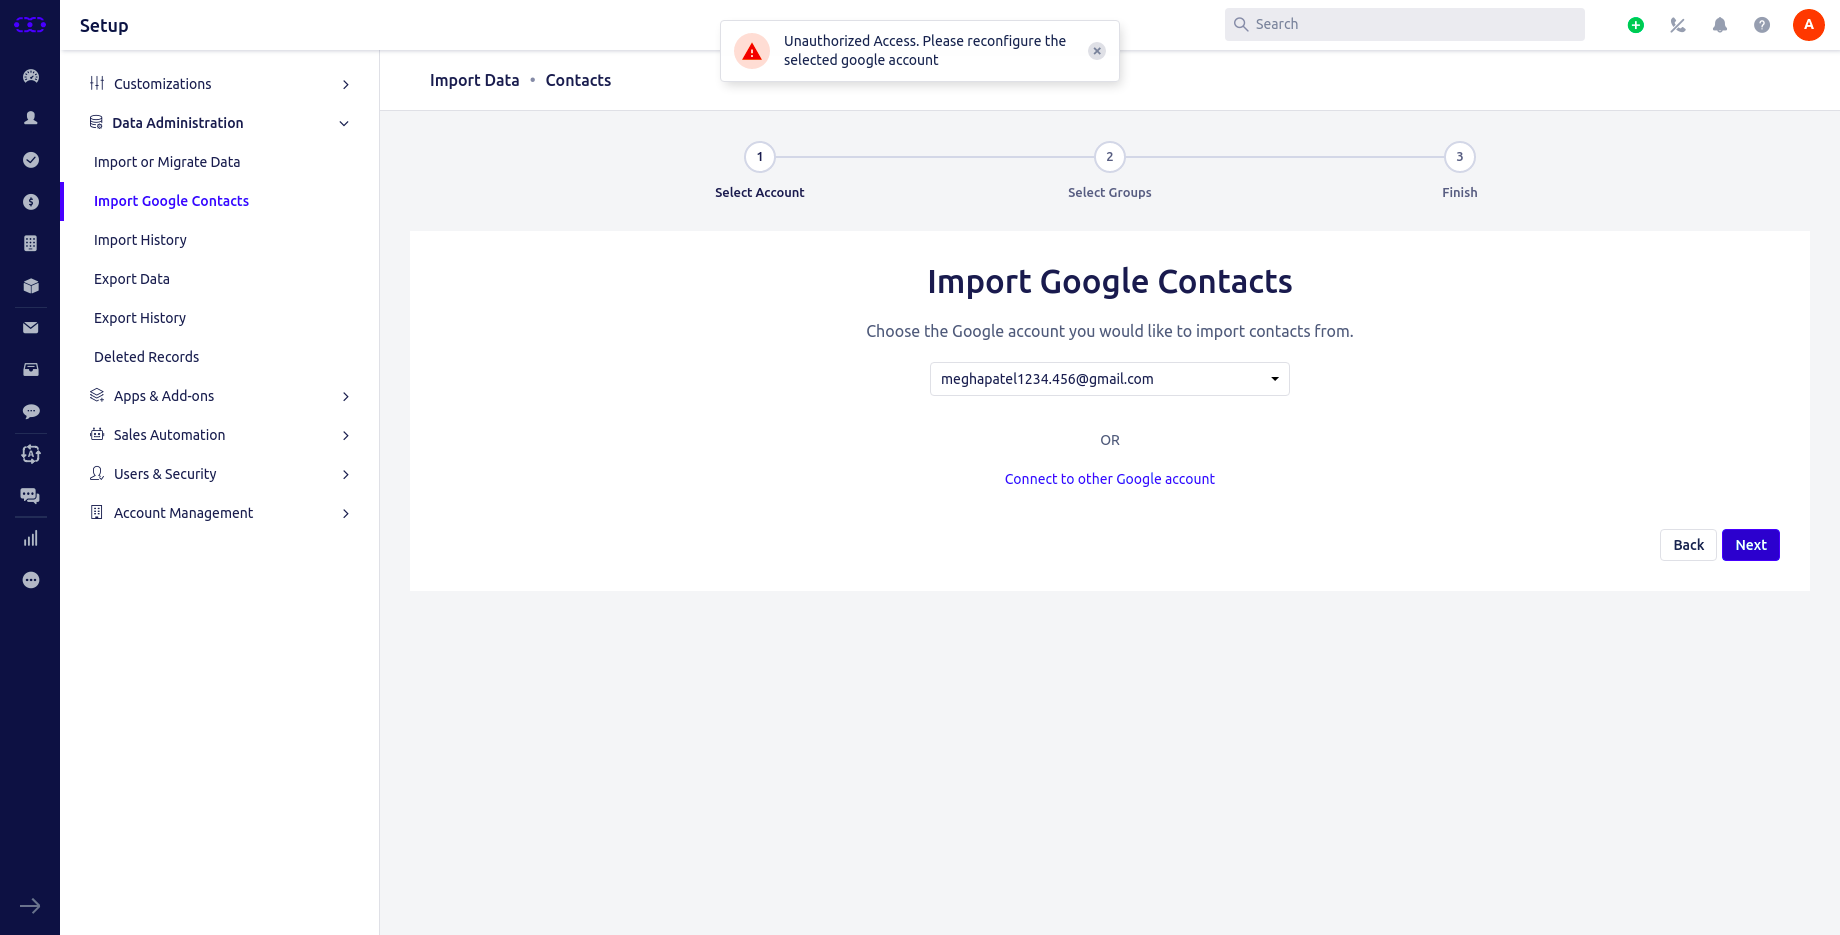 Setup
Unauthorized Access. Please reconfigure the
selected google account
Search
A
Customizations
Data Administration
Import or Migrate Data
Import Google Contacts
Import History
Export Data
Export History
Deleted Records
Apps & Add-ons
Sales Automation
Users & Security
Account Management
Import Data • Contacts
1
2
3
Select Account
Select Groups
Finish
Import Google Contacts
Choose the Google account you would like to import contacts from.
meghapatel1234.456@gmail.com
OR
Connect to other Google account
Back
Next